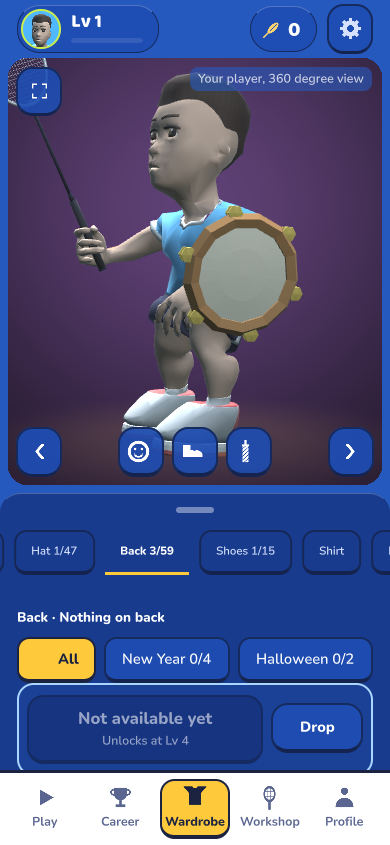 Lv 1
0
Your player, 360 degree view
Hat 1/47
Back 3/59
Shoes 1/15
Shirt
Back · Nothing on back
All
New Year 0/4
Halloween 0/2
Not available yet
Unlocks at Lv 4
Drop
Play
Career
Wardrobe
Workshop
Profile